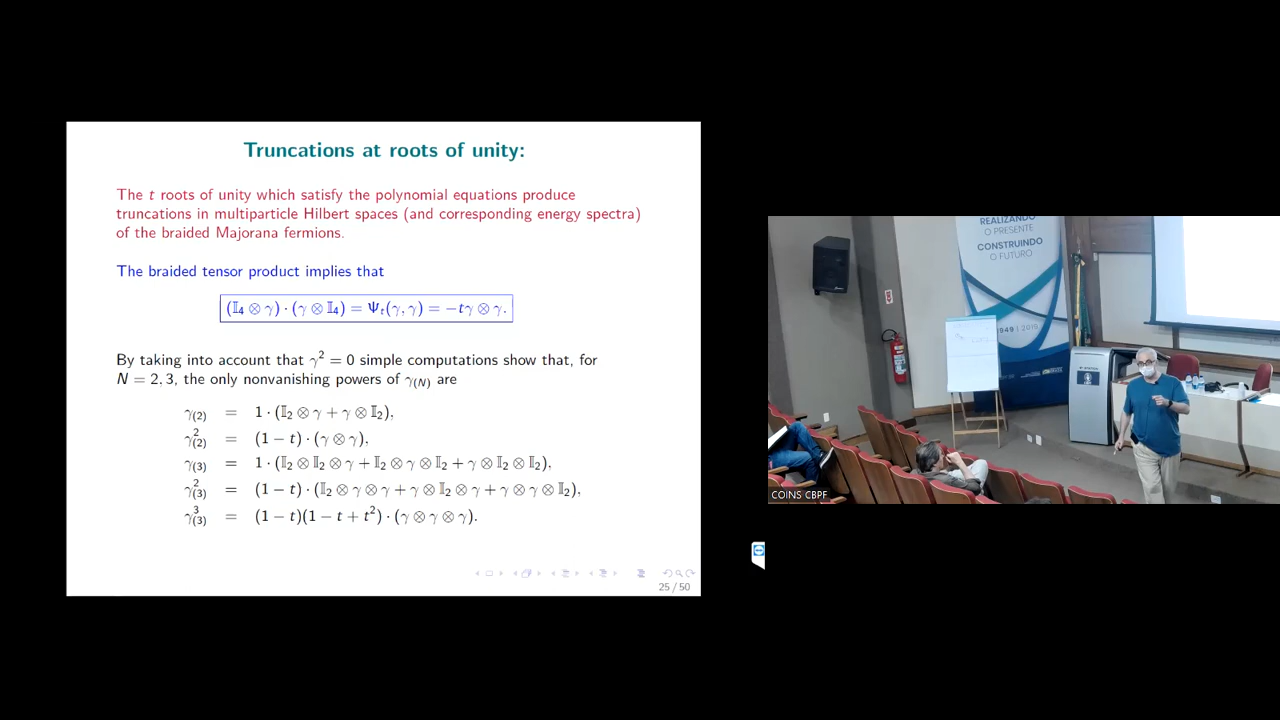 Truncations at roots of unity:
The t roots of unity which satisfy the polynomial equations produce
truncations in multiparticle Hilbert spaces (and corresponding energy spectra)
of the braided Majorana fermions.
The braided tensor product implies that
(𝕀₄ ⊗ γ) · (γ ⊗ 𝕀₄) = Ψₜ(γ, γ) = −tγ ⊗ γ.
By taking into account that γ² = 0 simple computations show that, for
N = 2, 3, the only nonvanishing powers of γ₍N₎ are
γ₍₂₎ = 1 · (𝕀₂ ⊗ γ + γ ⊗ 𝕀₂),
γ²₍₂₎ = (1 − t) · (γ ⊗ γ),
γ₍₃₎ = 1 · (𝕀₂ ⊗ 𝕀₂ ⊗ γ + 𝕀₂ ⊗ γ ⊗ 𝕀₂ + γ ⊗ 𝕀₂ ⊗ 𝕀₂),
γ²₍₃₎ = (1 − t) · (𝕀₂ ⊗ γ ⊗ γ + γ ⊗ 𝕀₂ ⊗ γ + γ ⊗ γ ⊗ 𝕀₂),
γ³₍₃₎ = (1 − t)(1 − t + t²) · (γ ⊗ γ ⊗ γ).
25 / 50
REALIZANDO
O PRESENTE
CONSTRUINDO
O FUTURO
1949 | 2019
COINS CBPF